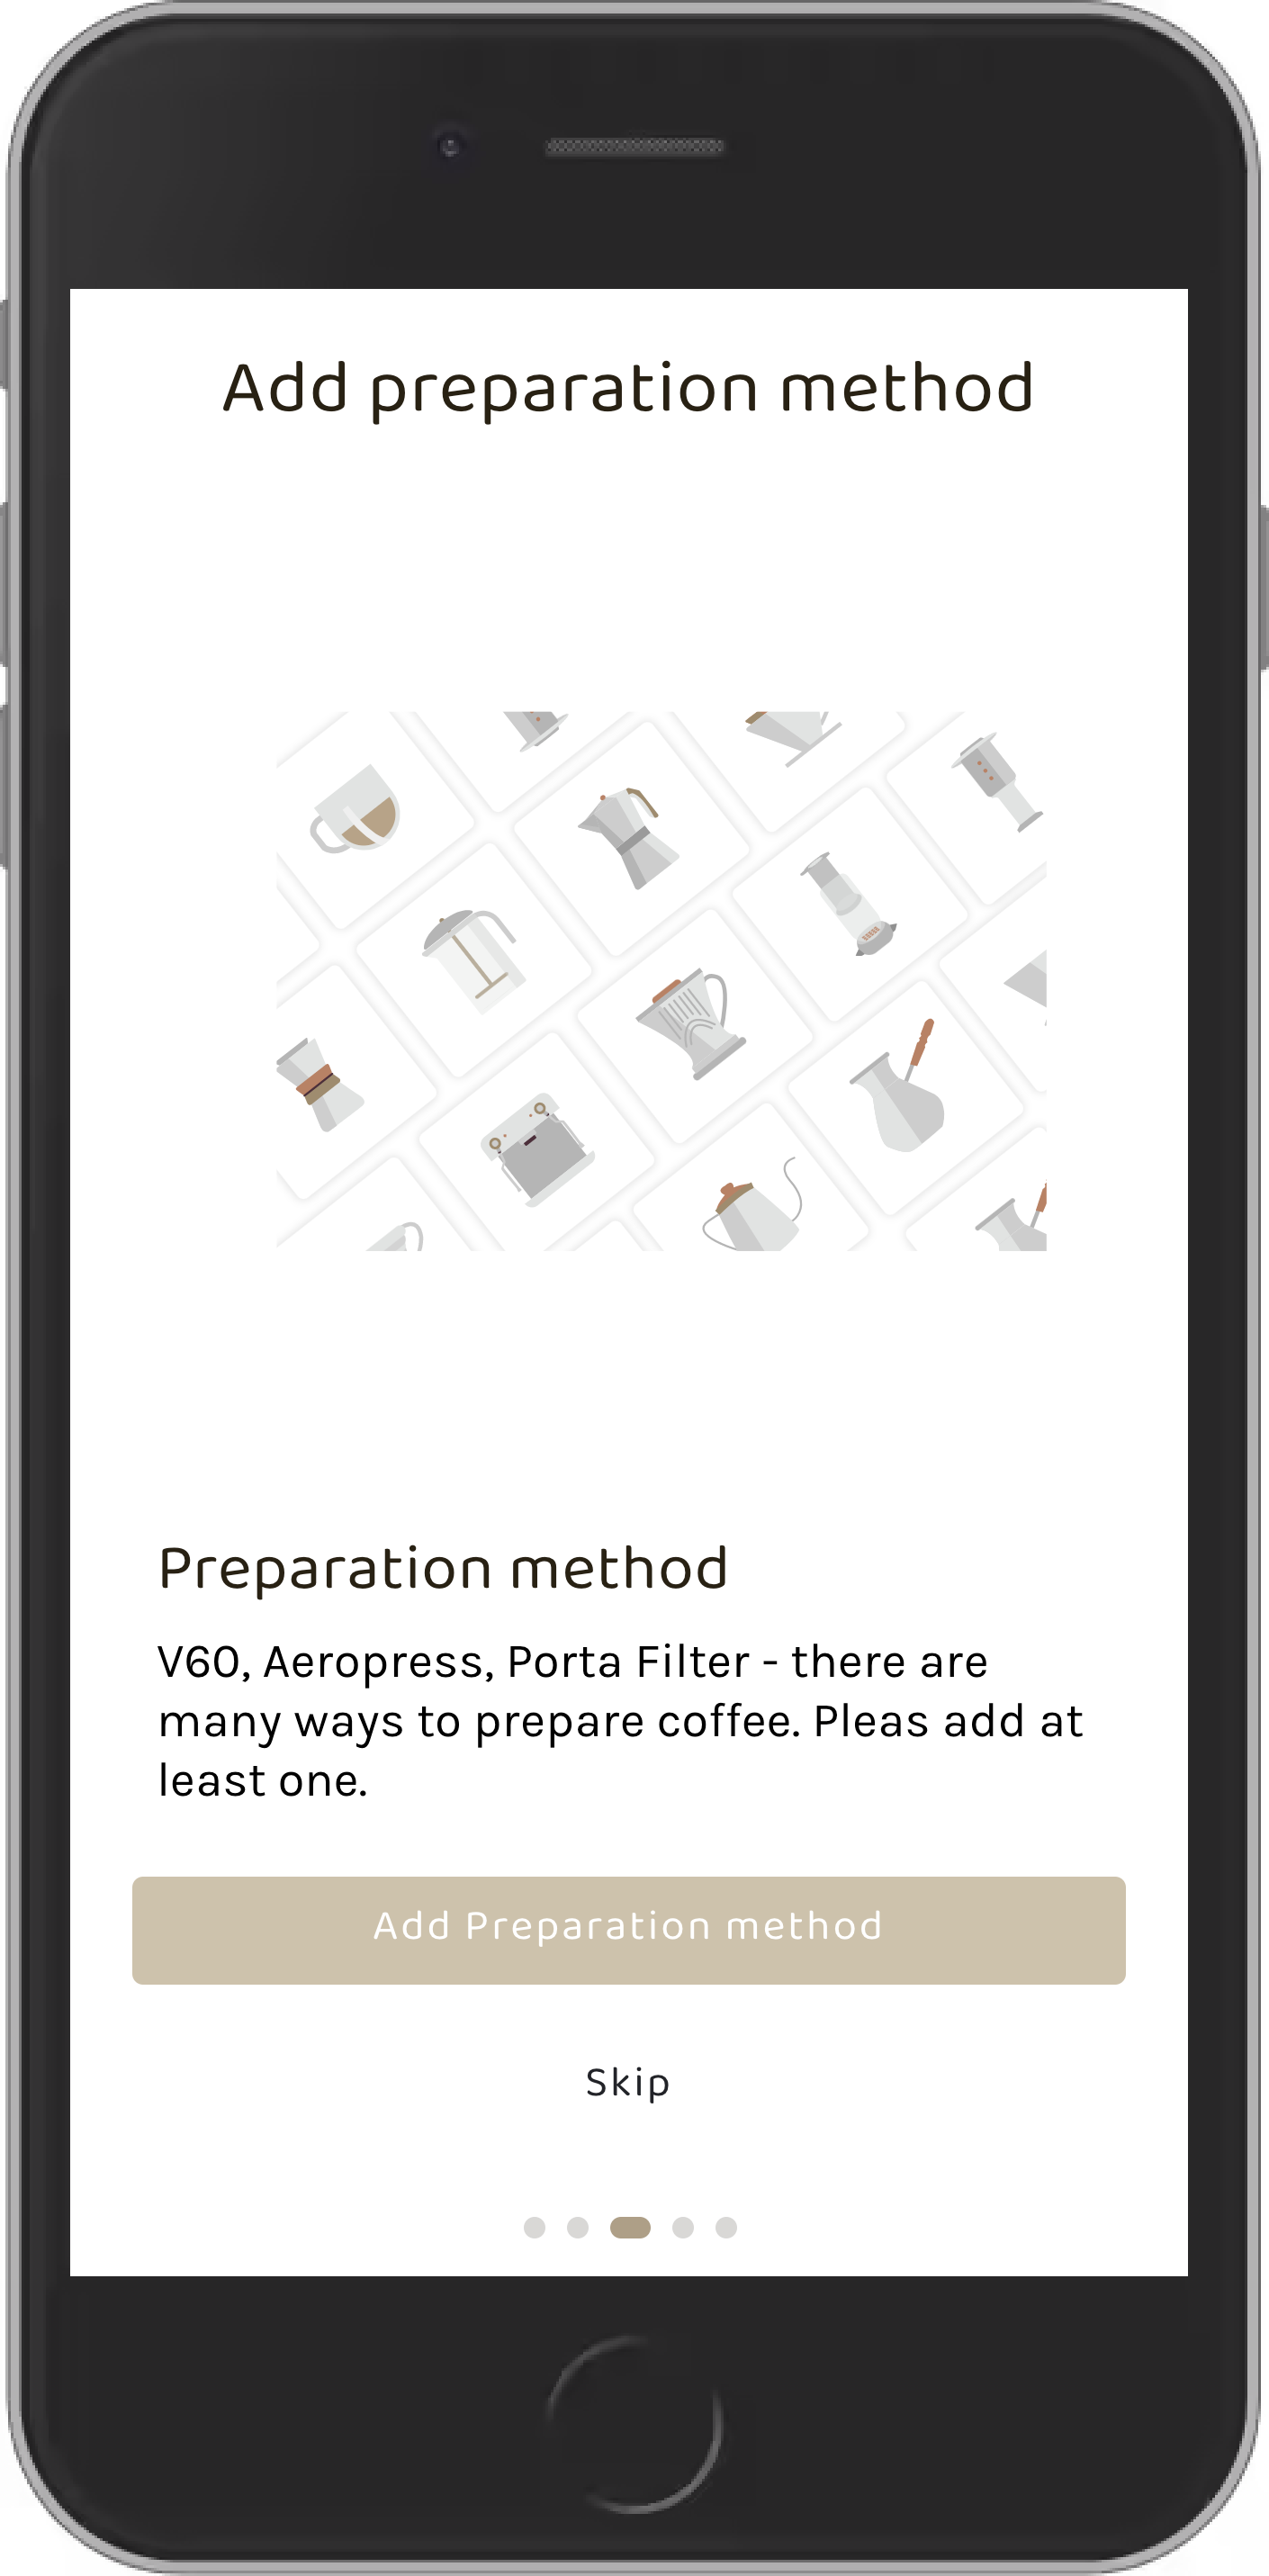 Add preparation method
Preparation method
V60, Aeropress, Porta Filter - there are
many ways to prepare coffee. Pleas add at
least one.
Add Preparation method
Skip